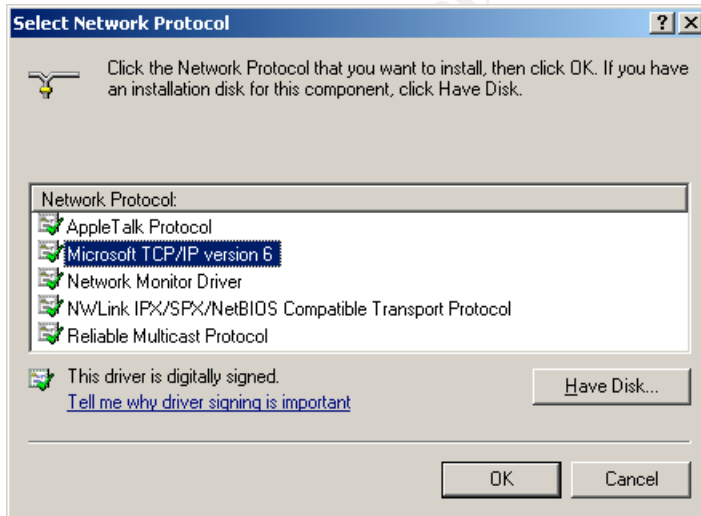 Select Network Protocol
Click the Network Protocol that you want to install, then click OK. If you have
an installation disk for this component, click Have Disk.
Network Protocol:
AppleTalk Protocol
Microsoft TCP/IP version 6
Network Monitor Driver
NWLink IPX/SPX/NetBIOS Compatible Transport Protocol
Reliable Multicast Protocol
This driver is digitally signed.
Tell me why driver signing is important
Have Disk...
OK
Cancel